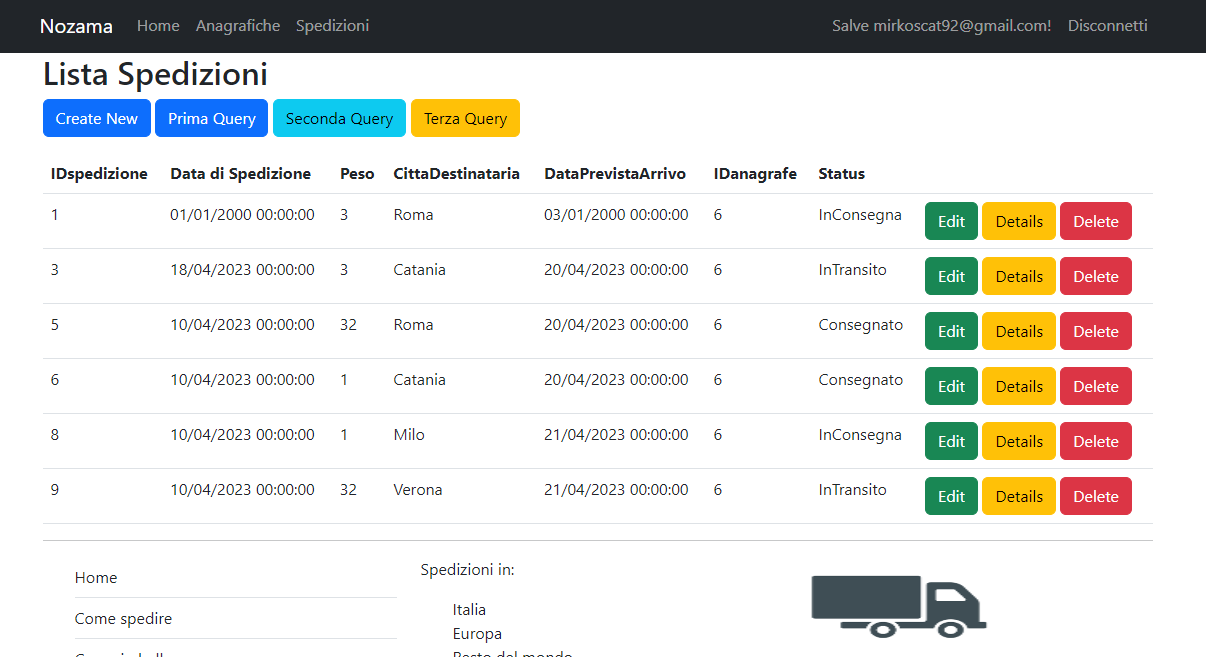 Nozama Home Anagrafiche Spedizioni Salve mirkoscat92@gmail.com! Disconnetti
Lista Spedizioni
Create New Prima Query Seconda Query Terza Query
IDspedizione Data di Spedizione Peso CittaDestinataria DataPrevistaArrivo IDanagrafe Status
1 01/01/2000 00:00:00 3 Roma 03/01/2000 00:00:00 6 InConsegna Edit Details Delete
3 18/04/2023 00:00:00 3 Catania 20/04/2023 00:00:00 6 InTransito Edit Details Delete
5 10/04/2023 00:00:00 32 Roma 20/04/2023 00:00:00 6 Consegnato Edit Details Delete
6 10/04/2023 00:00:00 1 Catania 20/04/2023 00:00:00 6 Consegnato Edit Details Delete
8 10/04/2023 00:00:00 1 Milo 21/04/2023 00:00:00 6 InConsegna Edit Details Delete
9 10/04/2023 00:00:00 32 Verona 21/04/2023 00:00:00 6 InTransito Edit Details Delete
Home
Come spedire
Spedizioni in:
Italia
Europa
Resto del mondo